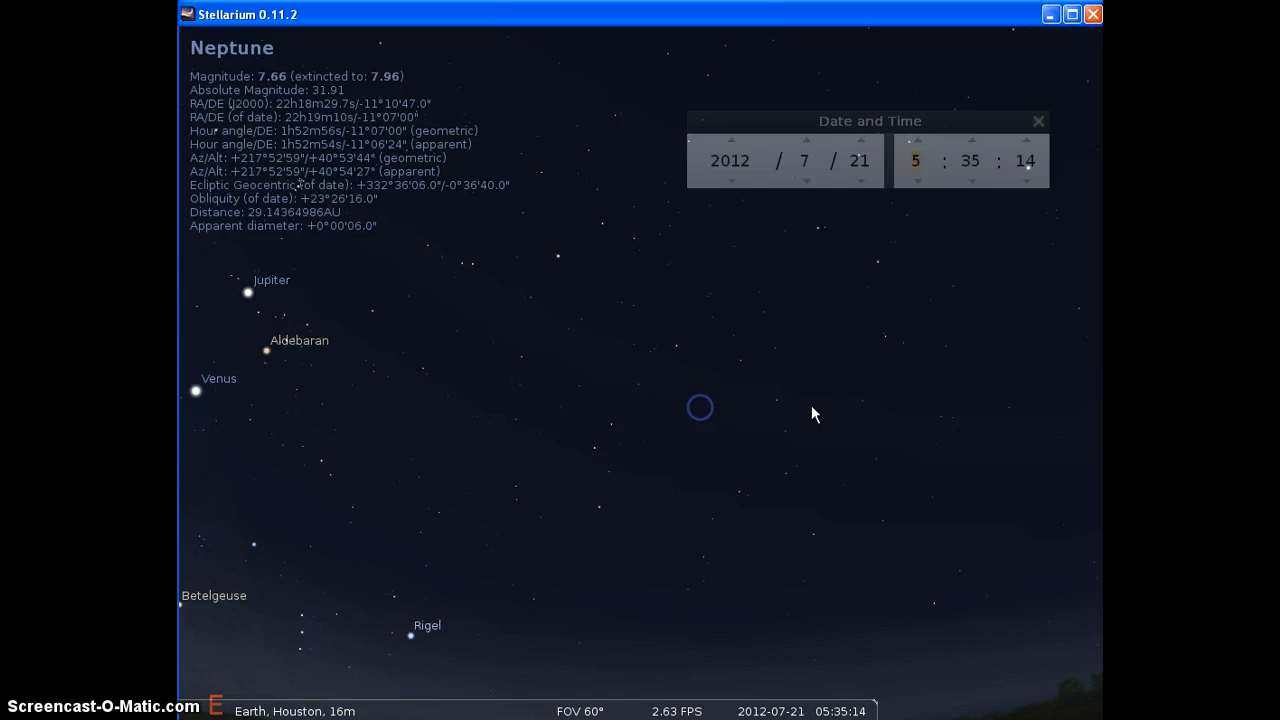 Stellarium 0.11.2
Neptune
Magnitude: 7.66 (extincted to: 7.96)
Absolute Magnitude: 31.91
RA/DE (J2000): 22h18m29.7s/-11°10'47.0"
RA/DE (of date): 22h19m10s/-11°07'00"
Hour angle/DE: 1h52m56s/-11°07'00" (geometric)
Hour angle/DE: 1h52m54s/-11°06'24" (apparent)
Az/Alt: +217°52'59"/+40°53'44" (geometric)
Az/Alt: +217°52'59"/+40°54'27" (apparent)
Ecliptic Geocentric (of date): +332°36'06.0"/-0°36'40.0"
Obliquity (of date): +23°26'16.0"
Distance: 29.14364986AU
Apparent diameter: +0°00'06.0"
Date and Time
2012 / 7 / 21 5 : 35 : 14
Jupiter
Aldebaran
Venus
Betelgeuse
Rigel
E
Earth, Houston, 16m FOV 60° 2.63 FPS 2012-07-21 05:35:14
Screencast-O-Matic.com